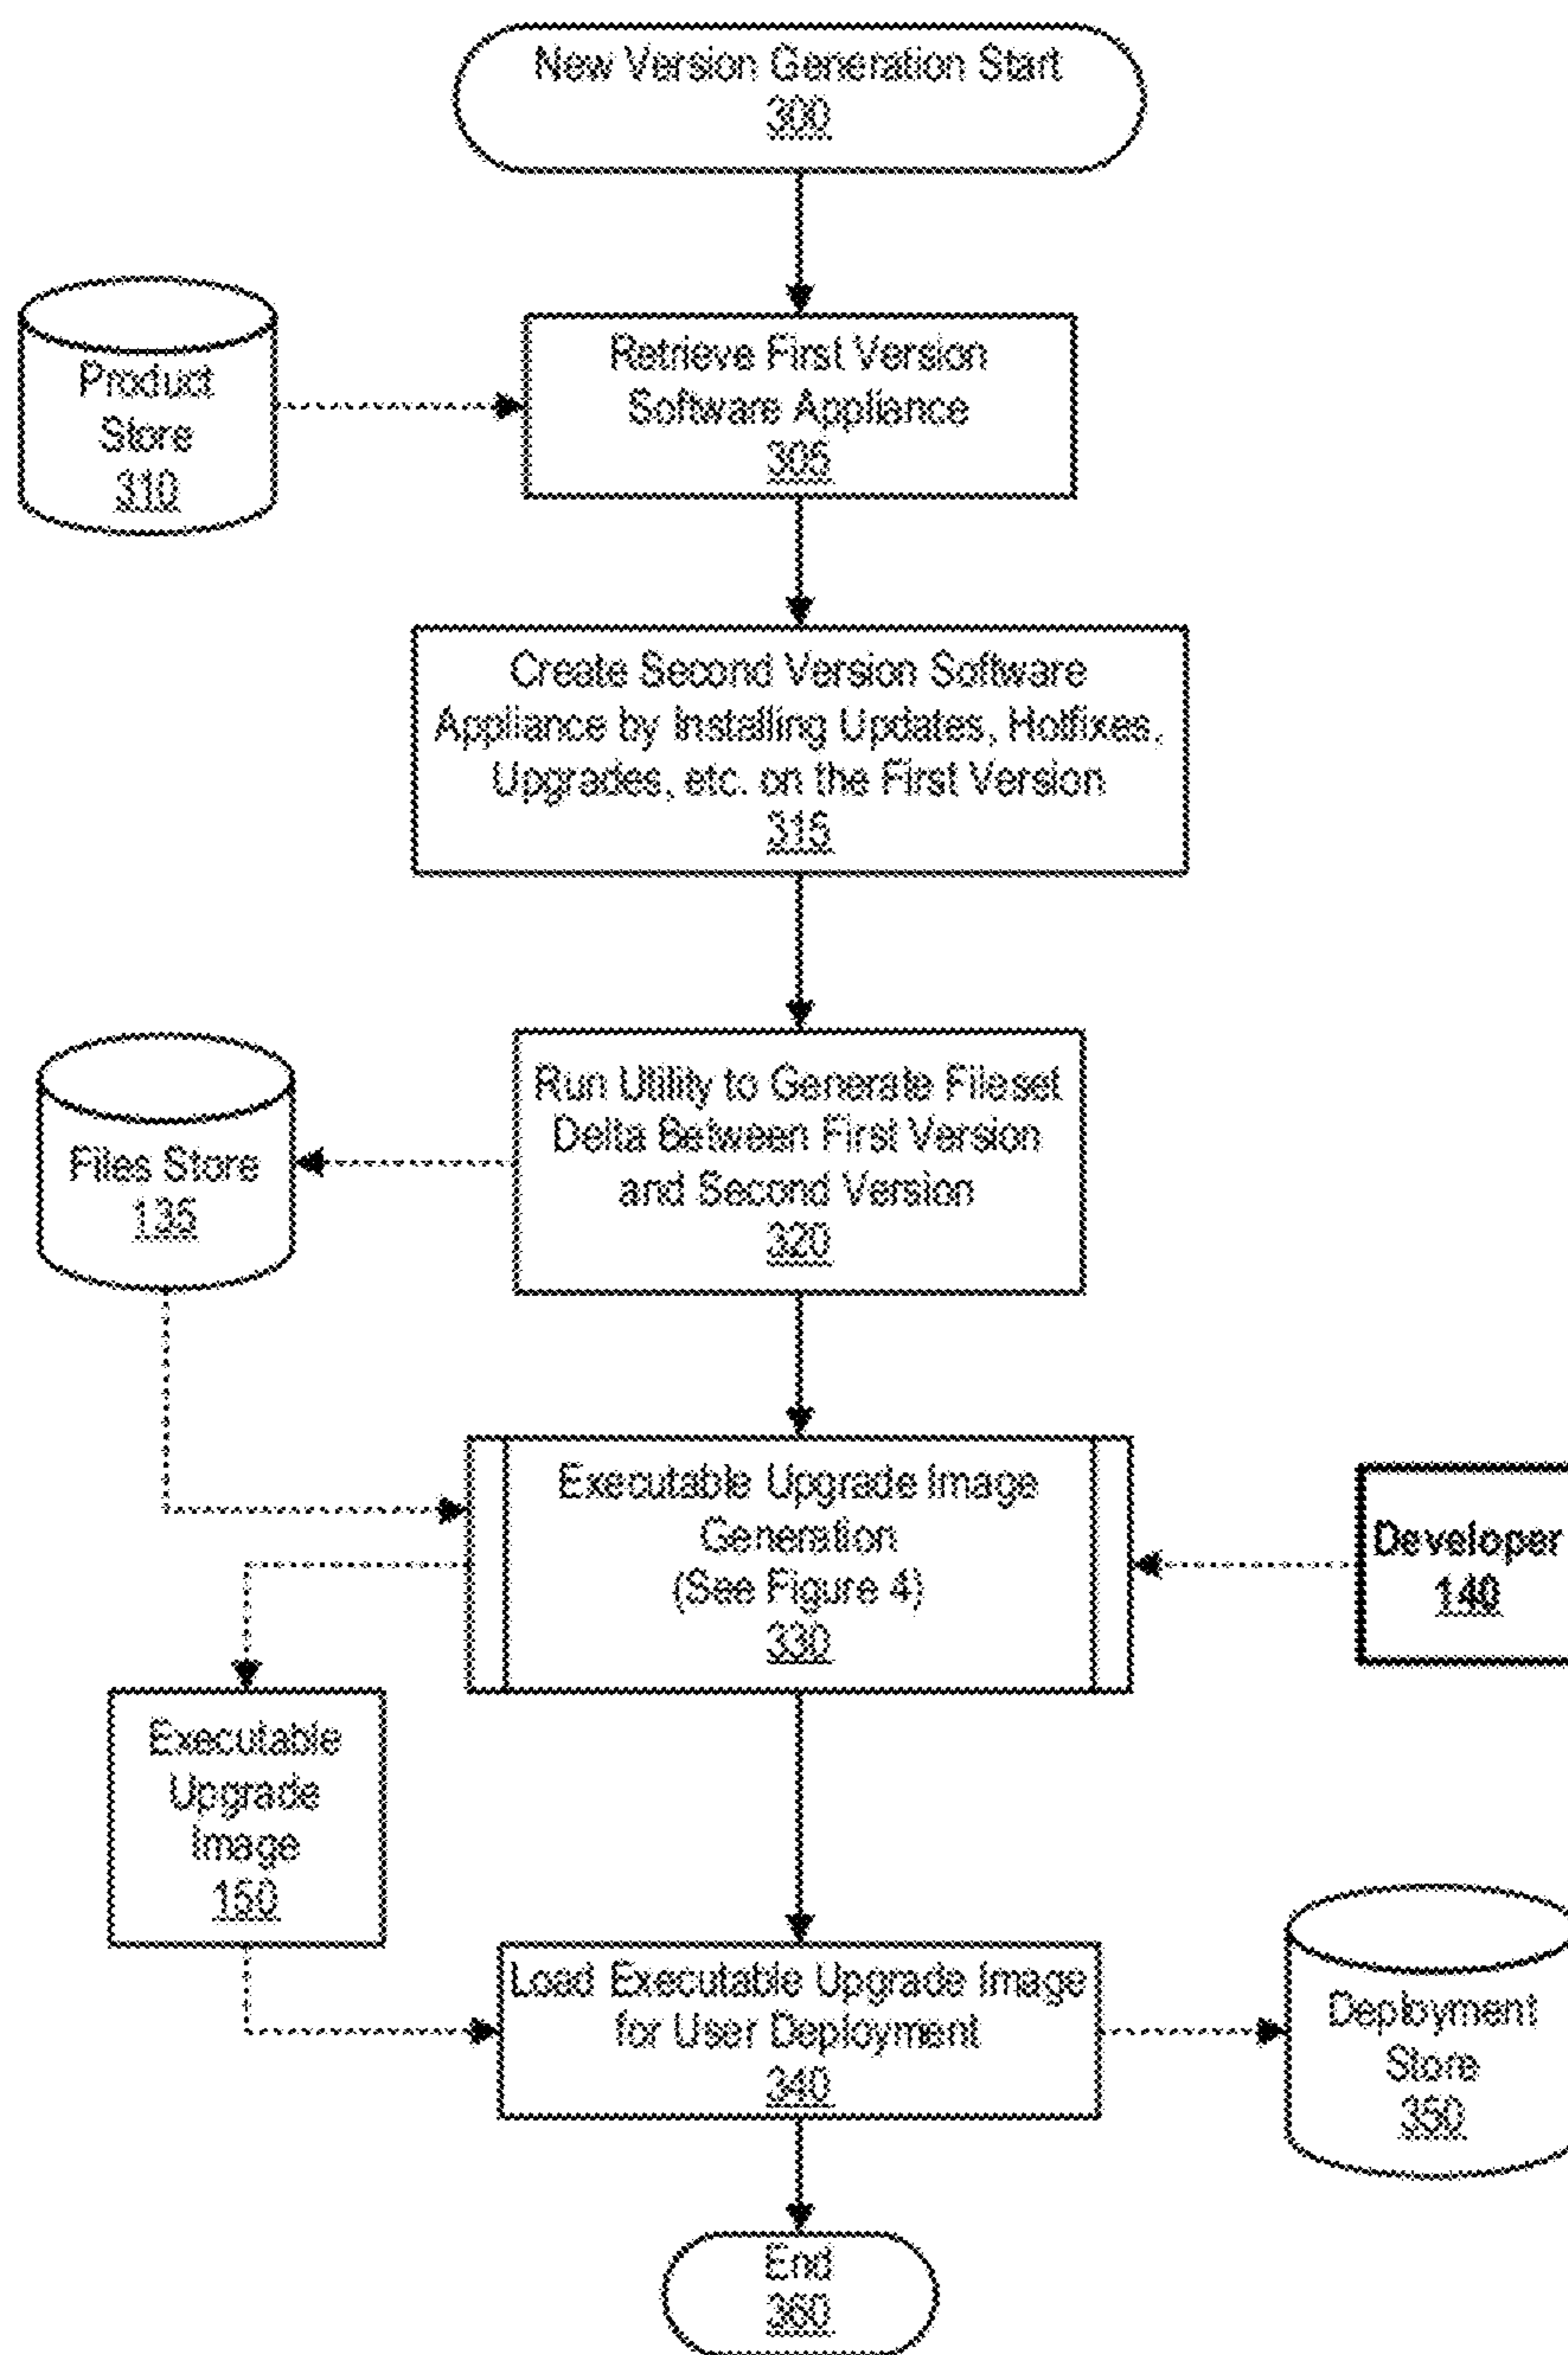 New Version Generation Start
300
Product
Store
310
Retrieve First Version
Software Appliance
305
Create Second Version Software
Appliance by Installing Updates, Hotfixes,
Upgrades, etc. on the First Version
315
Files Store
135
Run Utility to Generate Fileset
Delta Between First Version
and Second Version
320
Executable Upgrade Image
Generation
(See Figure 4)
330
Developer
140
Executable
Upgrade
Image
150
Load Executable Upgrade Image
for User Deployment
340
Deployment
Store
350
End
360